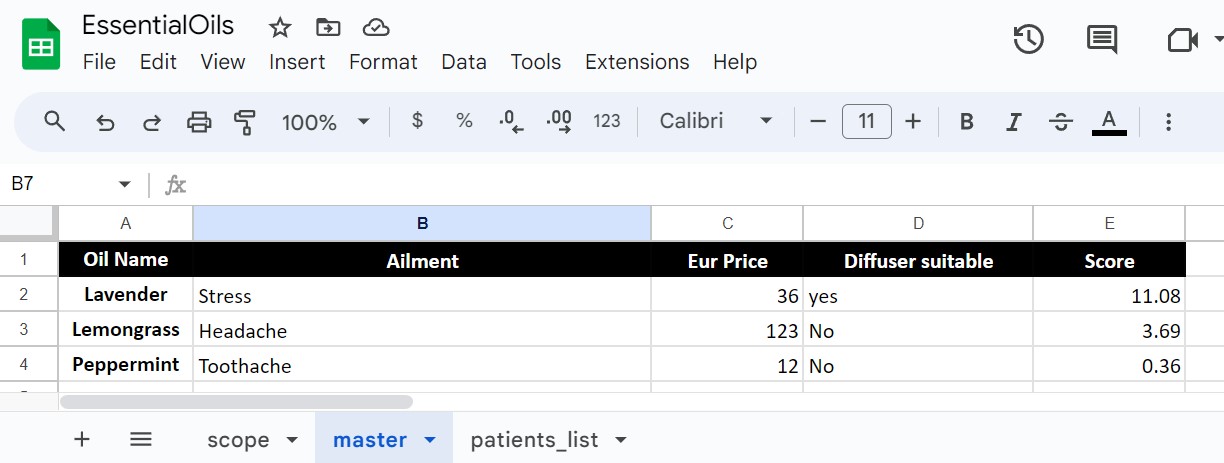 EssentialOils
File Edit View Insert Format Data Tools Extensions Help
100% $ % .0 .00 123 Calibri 11 B I S A
B7 fx
A B C D E
1 Oil Name Ailment Eur Price Diffuser suitable Score
2 Lavender Stress 36 yes 11.08
3 Lemongrass Headache 123 No 3.69
4 Peppermint Toothache 12 No 0.36
scope master patients_list